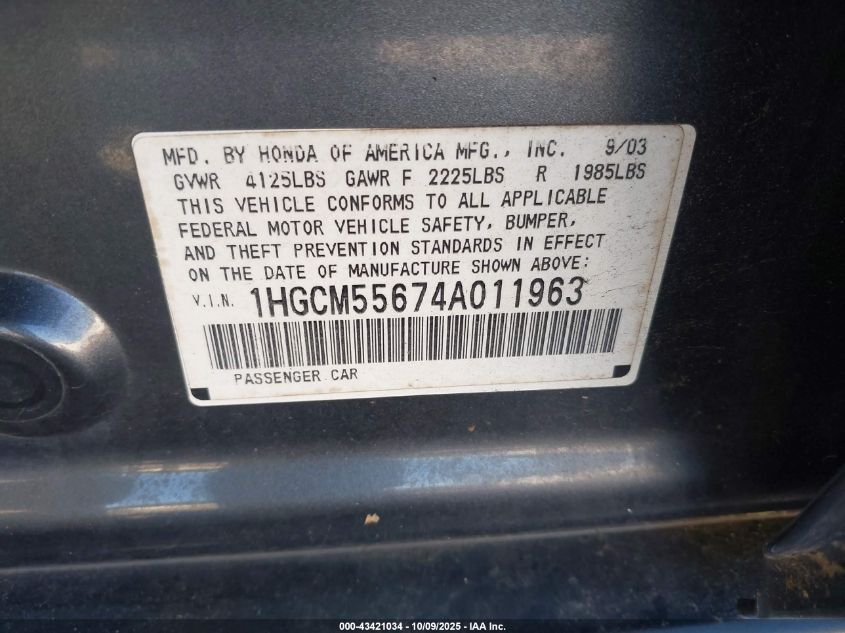 MFD. BY HONDA OF AMERICA MFG., INC. 9/03
GVWR 4125LBS GAWR F 2225LBS R 1985LBS
THIS VEHICLE CONFORMS TO ALL APPLICABLE
FEDERAL MOTOR VEHICLE SAFETY, BUMPER,
AND THEFT PREVENTION STANDARDS IN EFFECT
ON THE DATE OF MANUFACTURE SHOWN ABOVE:
V.I.N. 1HGCM55674A011963
PASSENGER CAR
000-43421034 - 10/09/2025 - IAA Inc.